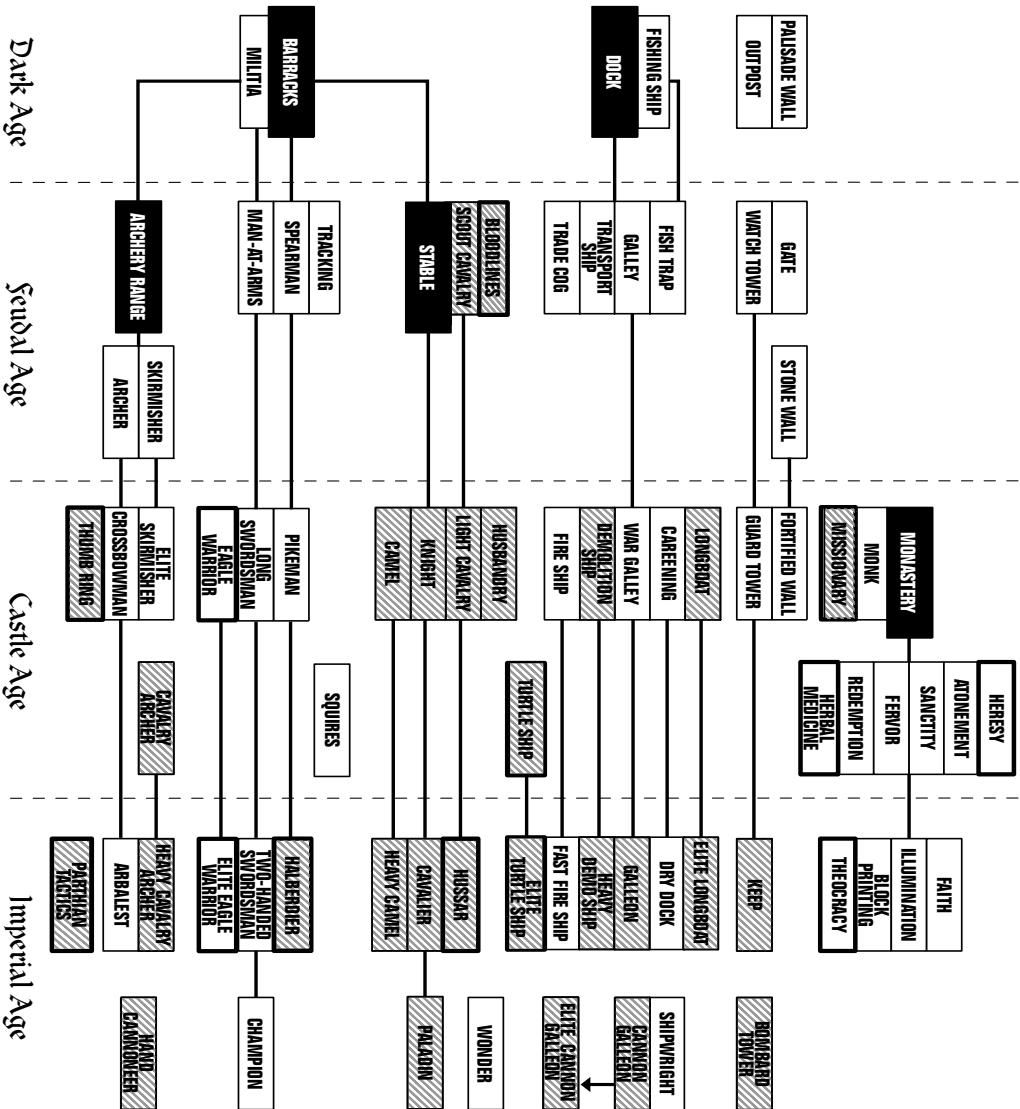 HERESY
ATONEMENT
SANCTITY
FERVOR
REDEMPTION
HERBAL
MEDICINE
FAITH
ILLUMINATION
BLOCK
PRINTING
THEOCRACY
MONASTERY
MONK
MISSIONARY
PALISADE WALL
OUTPOST
GATE
WATCH TOWER
STONE WALL
FORTIFIED WALL
GUARD TOWER
KEEP
BOMBARD
TOWER
FISHING SHIP
DOCK
FISH TRAP
GALLEY
TRANSPORT
SHIP
TRADE COG
LONGBOAT
CAREENING
WAR GALLEY
DEMOLITION
SHIP
FIRE SHIP
TURTLE SHIP
ELITE LONGBOAT
DRY DOCK
GALLEON
HEAVY
DEMO SHIP
FAST FIRE SHIP
ELITE
TURTLE SHIP
SHIPWRIGHT
CANNON
GALLEON
ELITE CANNON
GALLEON
BLOODLINES
SCOUT CAVALRY
STABLE
HUSBANDRY
LIGHT CAVALRY
KNIGHT
CAMEL
HUSSAR
CAVALIER
HEAVY CAMEL
WONDER
PALADIN
BARRACKS
MILITIA
TRACKING
SPEARMAN
MAN-AT-ARMS
PIKEMAN
LONG
SWORDSMAN
EAGLE
WARRIOR
SQUIRES
HALBERDIER
TWO-HANDED
SWORDSMAN
ELITE EAGLE
WARRIOR
CHAMPION
ARCHERY RANGE
SKIRMISHER
ARCHER
ELITE
SKIRMISHER
CROSSBOWMAN
THUMB RING
CAVALRY
ARCHER
HEAVY CAVALRY
ARCHER
ARBALEST
PARTHIAN
TACTICS
HAND
CANNONEER
Dark Age
Feudal Age
Castle Age
Imperial Age